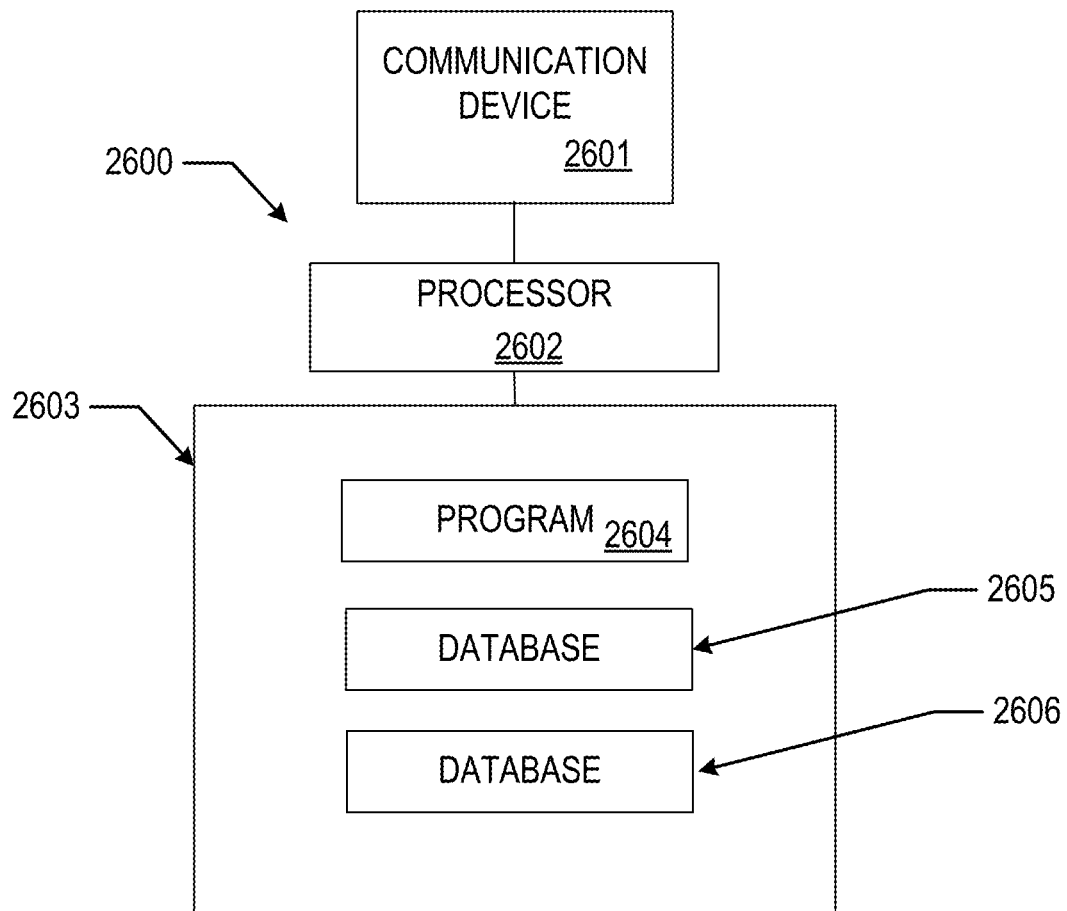 COMMUNICATION
DEVICE
2601
2600
PROCESSOR
2602
2603
PROGRAM 2604
DATABASE
2605
DATABASE
2606